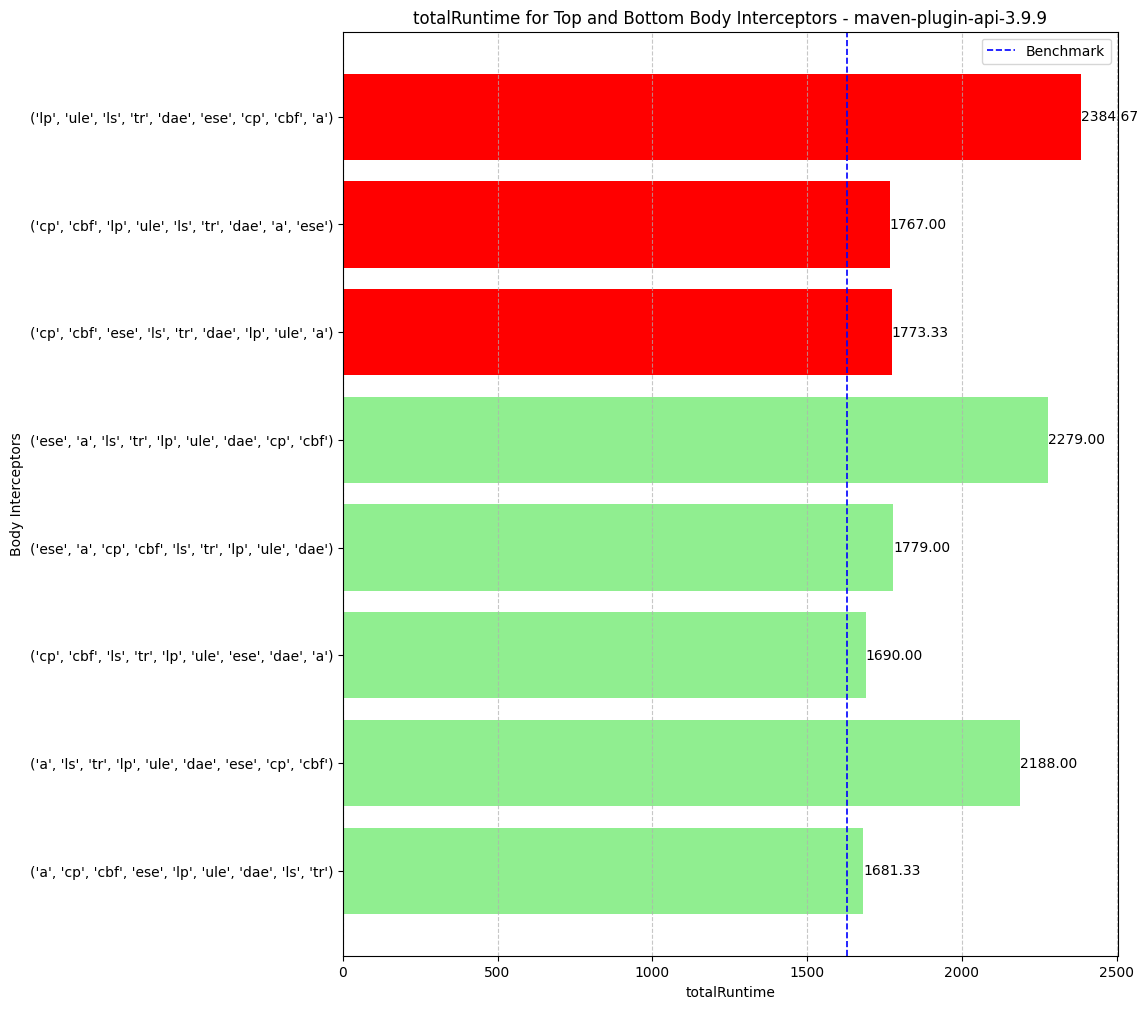 totalRuntime for Top and Bottom Body Interceptors - maven-plugin-api-3.9.9
Benchmark
('lp', 'ule', 'ls', 'tr', 'dae', 'ese', 'cp', 'cbf', 'a')
2384.67
('cp', 'cbf', 'lp', 'ule', 'ls', 'tr', 'dae', 'a', 'ese')
1767.00
('cp', 'cbf', 'ese', 'ls', 'tr', 'dae', 'lp', 'ule', 'a')
1773.33
('ese', 'a', 'ls', 'tr', 'lp', 'ule', 'dae', 'cp', 'cbf')
2279.00
('ese', 'a', 'cp', 'cbf', 'ls', 'tr', 'lp', 'ule', 'dae')
1779.00
('cp', 'cbf', 'ls', 'tr', 'lp', 'ule', 'ese', 'dae', 'a')
1690.00
('a', 'ls', 'tr', 'lp', 'ule', 'dae', 'ese', 'cp', 'cbf')
2188.00
('a', 'cp', 'cbf', 'ese', 'lp', 'ule', 'dae', 'ls', 'tr')
1681.33
Body Interceptors
0 500 1000 1500 2000 2500
totalRuntime